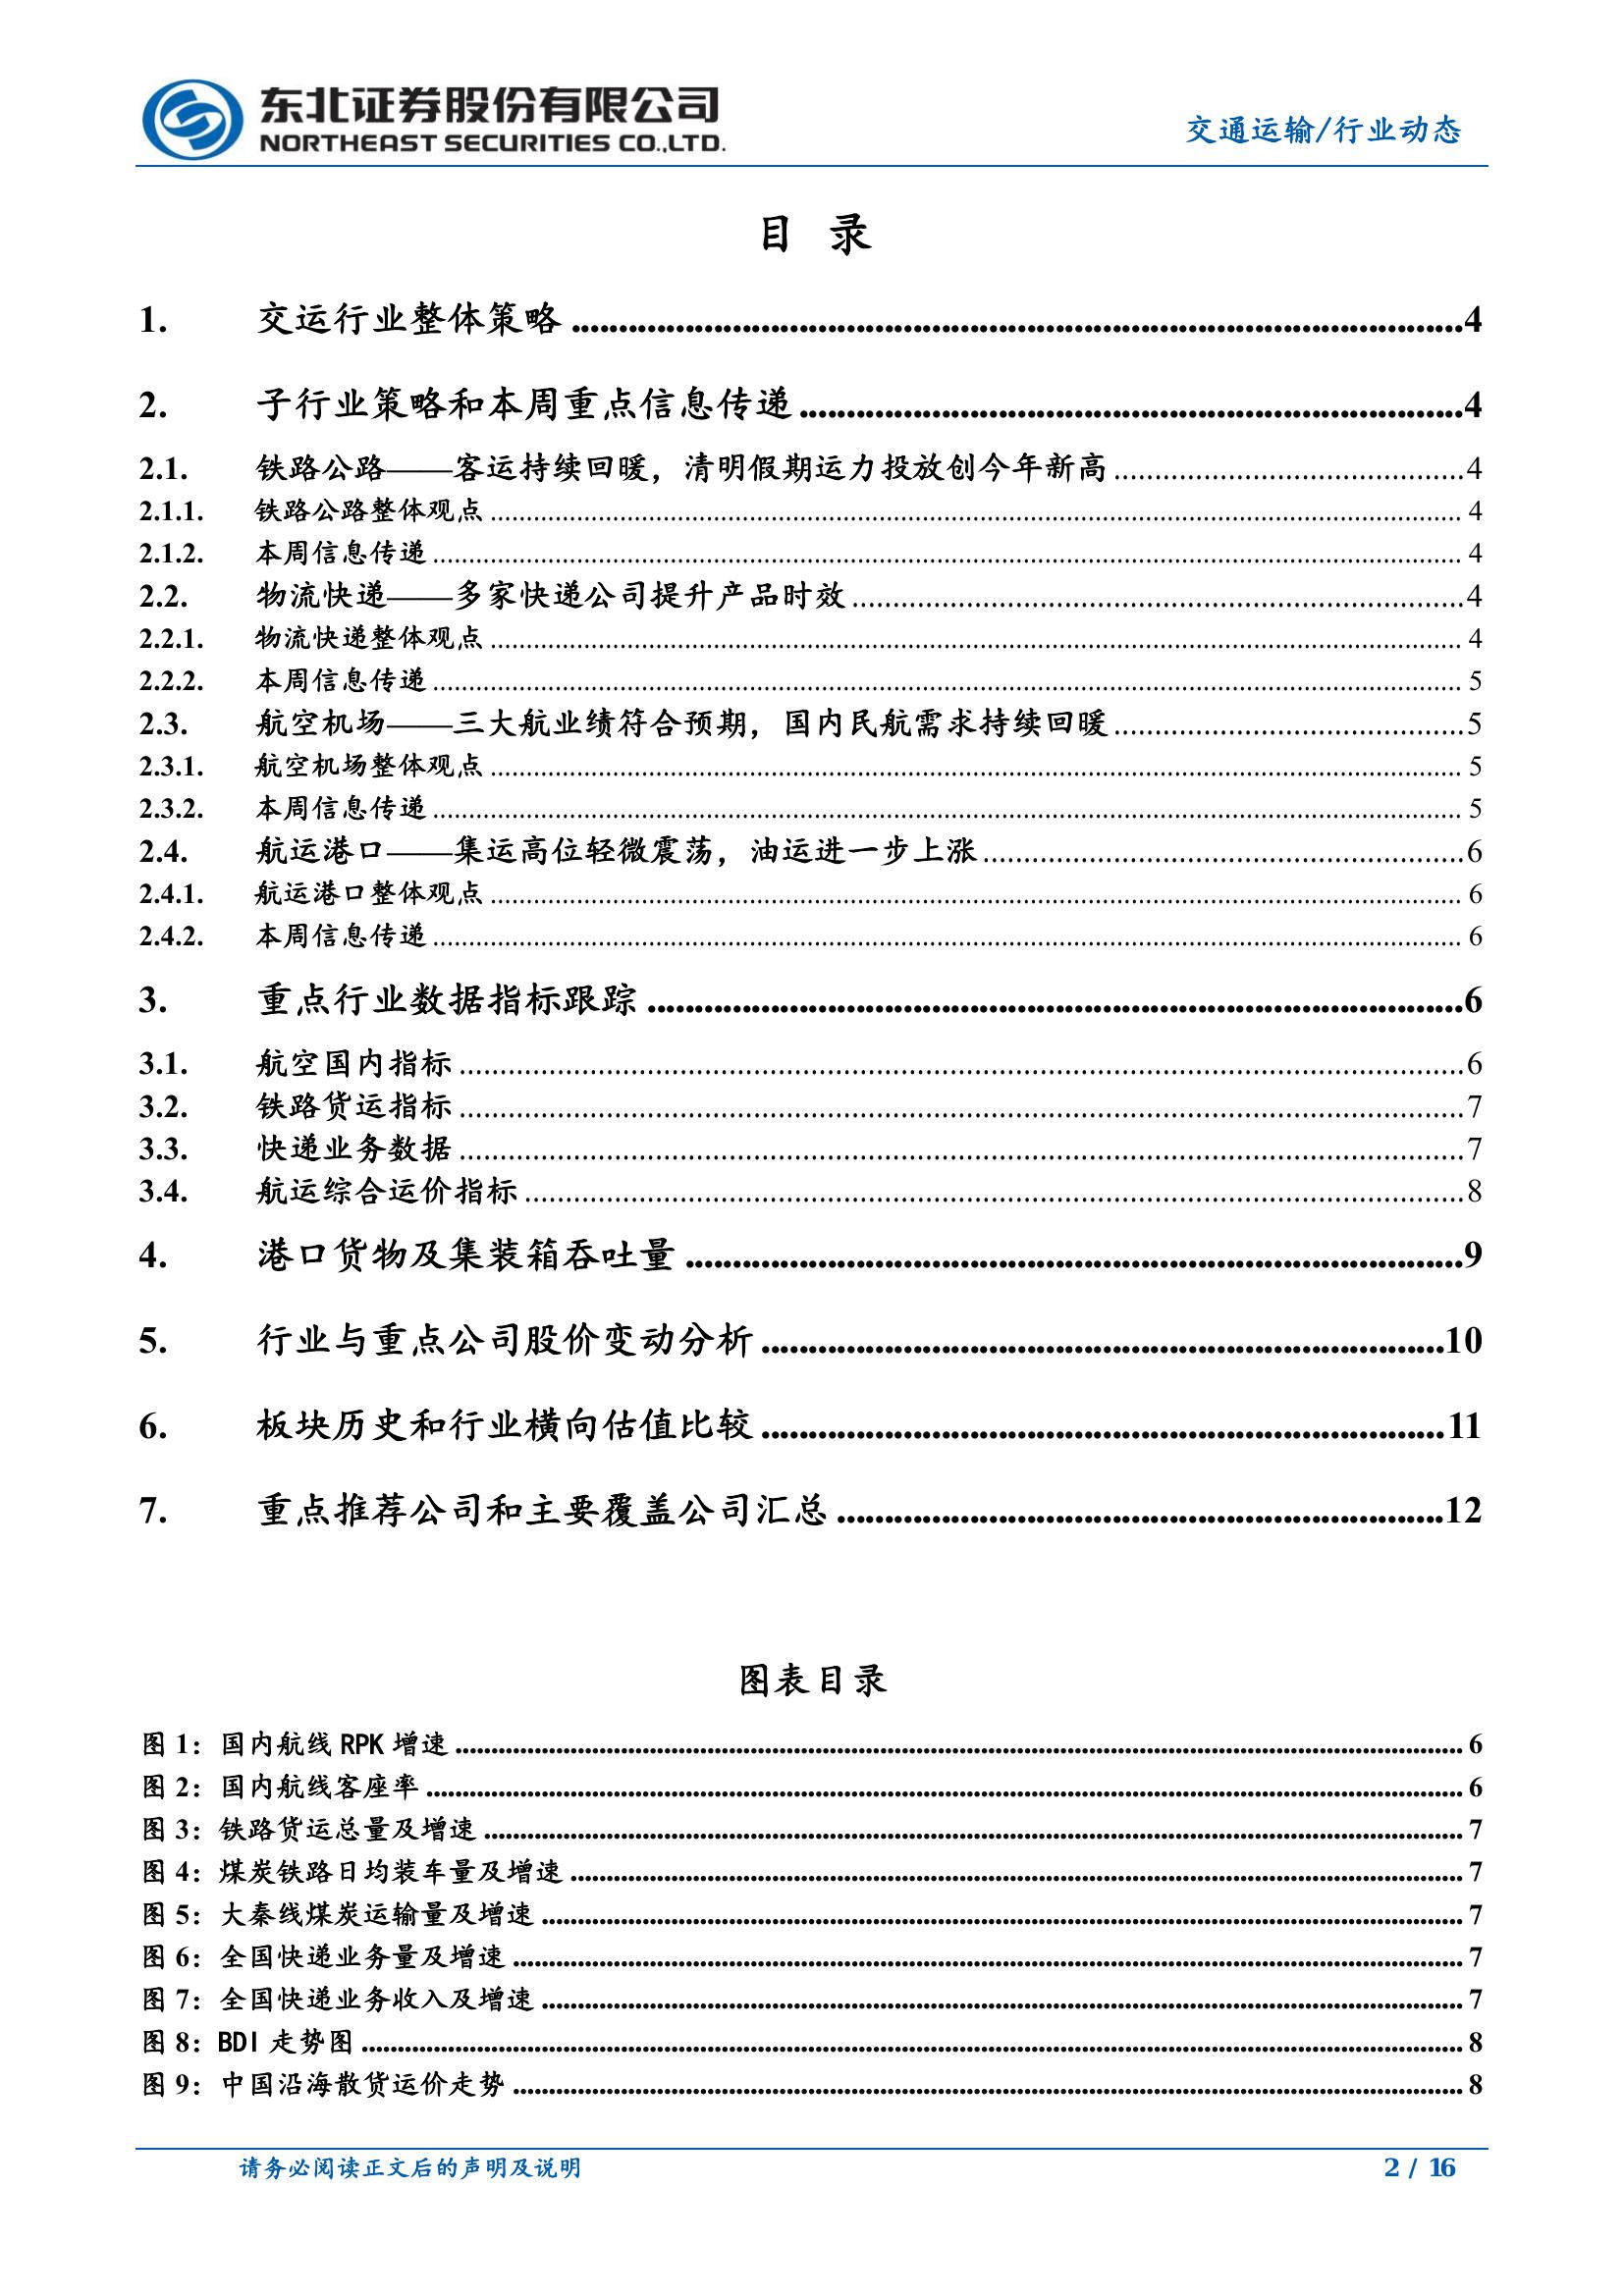 东北证券股份有限公司
NORTHEAST SECURITIES CO.,LTD.
交通运输/行业动态
目 录
1. 交运行业整体策略 ........ 4
2. 子行业策略和本周重点信息传递 ........ 4
2.1. 铁路公路——客运持续回暖，清明假期运力投放创今年新高 ........ 4
2.1.1. 铁路公路整体观点 ........ 4
2.1.2. 本周信息传递 ........ 4
2.2. 物流快递——多家快递公司提升产品时效 ........ 4
2.2.1. 物流快递整体观点 ........ 4
2.2.2. 本周信息传递 ........ 5
2.3. 航空机场——三大航业绩符合预期，国内民航需求持续回暖 ........ 5
2.3.1. 航空机场整体观点 ........ 5
2.3.2. 本周信息传递 ........ 5
2.4. 航运港口——集运高位轻微震荡，油运进一步上涨 ........ 6
2.4.1. 航运港口整体观点 ........ 6
2.4.2. 本周信息传递 ........ 6
3. 重点行业数据指标跟踪 ........ 6
3.1. 航空国内指标 ........ 6
3.2. 铁路货运指标 ........ 7
3.3. 快递业务数据 ........ 7
3.4. 航运综合运价指标 ........ 8
4. 港口货物及集装箱吞吐量 ........ 9
5. 行业与重点公司股价变动分析 ........ 10
6. 板块历史和行业横向估值比较 ........ 11
7. 重点推荐公司和主要覆盖公司汇总 ........ 12
图表目录
图 1：国内航线 RPK 增速 ........ 6
图 2：国内航线客座率 ........ 6
图 3：铁路货运总量及增速 ........ 7
图 4：煤炭铁路日均装车量及增速 ........ 7
图 5：大秦线煤炭运输量及增速 ........ 7
图 6：全国快递业务量及增速 ........ 7
图 7：全国快递业务收入及增速 ........ 7
图 8：BDI 走势图 ........ 8
图 9：中国沿海散货运价走势 ........ 8
请务必阅读正文后的声明及说明
2 / 16